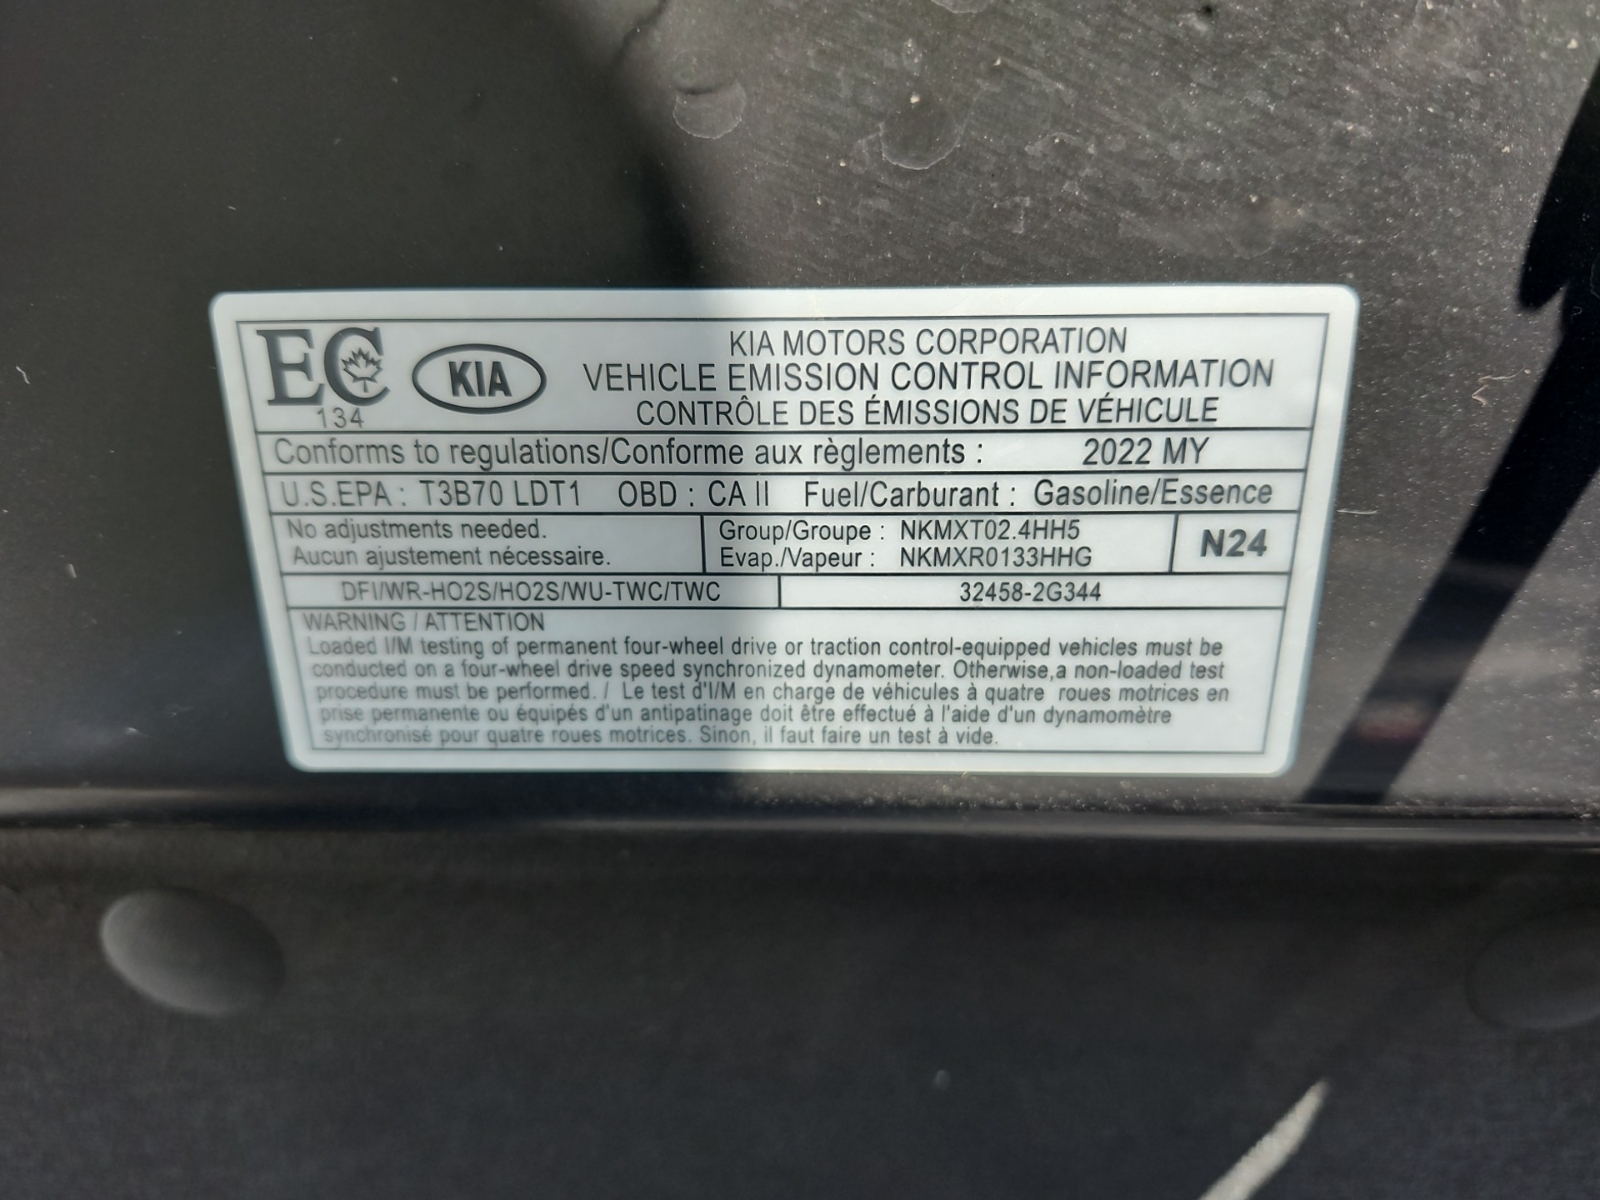 EC
134
KIA
KIA MOTORS CORPORATION
VEHICLE EMISSION CONTROL INFORMATION
CONTRÔLE DES ÉMISSIONS DE VÉHICULE
Conforms to regulations/Conforme aux règlements : 2022 MY
U.S.EPA : T3B70 LDT1 OBD : CA II Fuel/Carburant : Gasoline/Essence
No adjustments needed.
Aucun ajustement nécessaire.
Group/Groupe : NKMXT02.4HH5
Evap./Vapeur : NKMXR0133HHG
N24
DFI/WR-HO2S/HO2S/WU-TWC/TWC
32458-2G344
WARNING / ATTENTION
Loaded I/M testing of permanent four-wheel drive or traction control-equipped vehicles must be
conducted on a four-wheel drive speed synchronized dynamometer. Otherwise,a non-loaded test
procedure must be performed. / Le test d'I/M en charge de véhicules à quatre roues motrices en
prise permanente ou équipés d'un antipatinage doit être effectué à l'aide d'un dynamomètre
synchronisé pour quatre roues motrices. Sinon, il faut faire un test à vide.